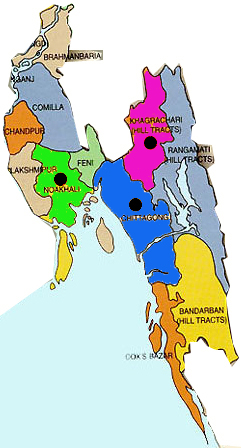 BRAHMANBARIA
COMILLA
CHANDPUR
KHAGRACHARI
(HILL TRACTS)
RANGAMATI
(HILL TRACTS)
FENI
LAKSHMIPUR
NOAKHALI
CHITTAGONG
BANDARBAN
(HILL TRACTS)
COX'S BAZAR